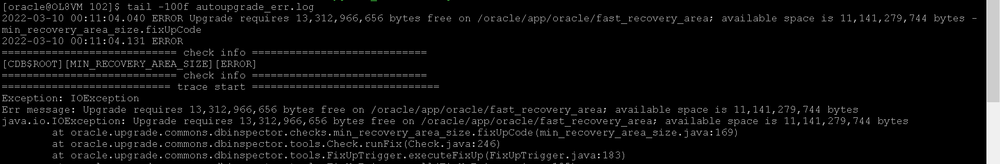 [oracle@OL8VM 102]$ tail -100f autoupgrade_err.log
2022-03-10 00:11:04.040 ERROR Upgrade requires 13,312,966,656 bytes free on /oracle/app/oracle/fast_recovery_area; available space is 11,141,279,744 bytes -
min_recovery_area_size.fixUpCode
2022-03-10 00:11:04.131 ERROR
============================ check info ============================
[CDB$ROOT][MIN_RECOVERY_AREA_SIZE][ERROR]
============================ check info ============================
=========================== trace start ==============================
Exception: IOException
Err message: Upgrade requires 13,312,966,656 bytes free on /oracle/app/oracle/fast_recovery_area; available space is 11,141,279,744 bytes
java.io.IOException: Upgrade requires 13,312,966,656 bytes free on /oracle/app/oracle/fast_recovery_area; available space is 11,141,279,744 bytes
        at oracle.upgrade.commons.dbinspector.checks.min_recovery_area_size.fixUpCode(min_recovery_area_size.java:169)
        at oracle.upgrade.commons.dbinspector.tools.Check.runFix(Check.java:246)
        at oracle.upgrade.commons.dbinspector.tools.FixUpTrigger.executeFixUp(FixUpTrigger.java:183)